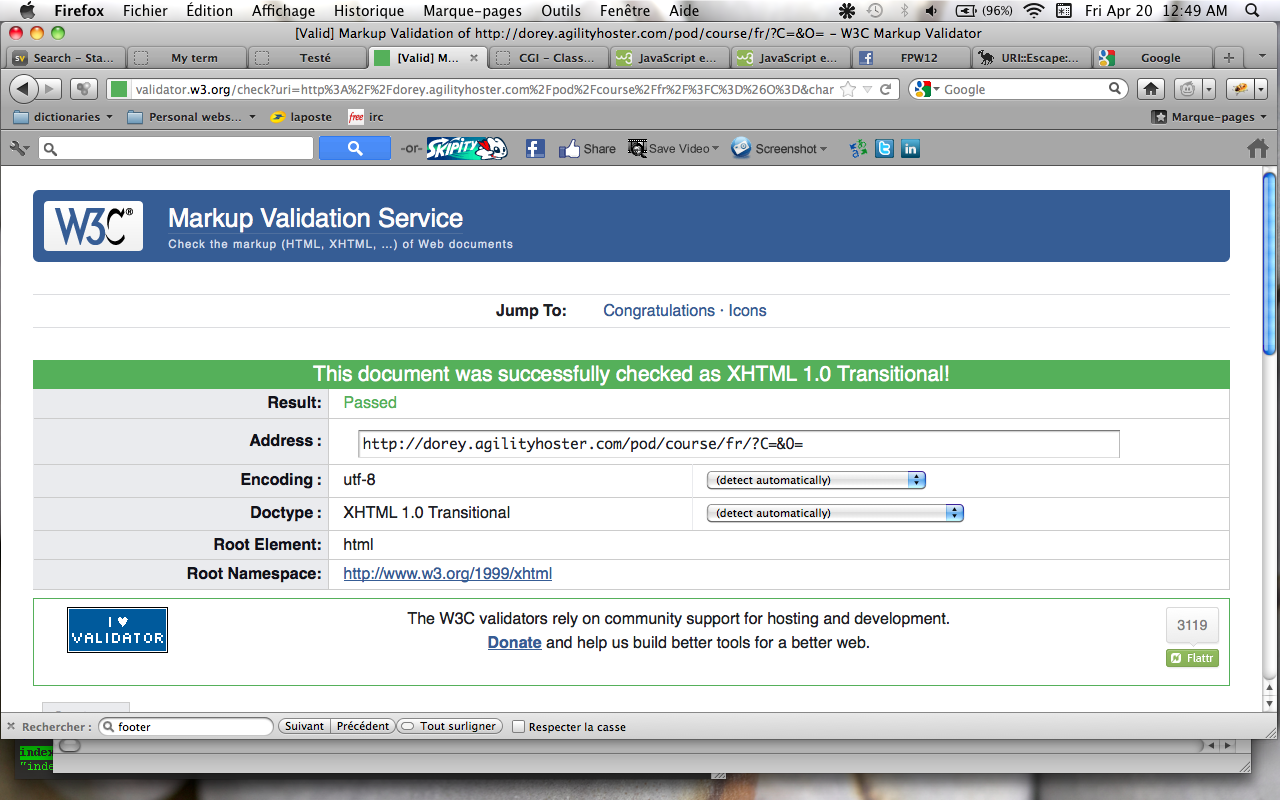 Firefox Fichier Édition Affichage Historique Marque-pages Outils Fenêtre Aide (96%) Fri Apr 20 12:49 AM
[Valid] Markup Validation of http://dorey.agilityhoster.com/pod/course/fr/?C=&O= – W3C Markup Validator
sv Search – Sta... My term Testé [Valid] M... CGI – Class... w3 JavaScript e... w3 JavaScript e... FPW12 URI::Escape:... Google
validator.w3.org/check?uri=http%3A%2F%2Fdorey.agilityhoster.com%2Fpod%2Fcourse%2Ffr%2F%3FC%3D%26O%3D&char Google
dictionaries Personal webs... laposte free irc Marque-pages
-or- SKIPITY Share Save Video Screenshot
W3C® Markup Validation Service
Check the markup (HTML, XHTML, ...) of Web documents
Jump To: Congratulations · Icons
This document was successfully checked as XHTML 1.0 Transitional!
Result: Passed
Address : http://dorey.agilityhoster.com/pod/course/fr/?C=&O=
Encoding : utf-8 (detect automatically)
Doctype : XHTML 1.0 Transitional (detect automatically)
Root Element: html
Root Namespace: http://www.w3.org/1999/xhtml
I ♥ VALIDATOR
The W3C validators rely on community support for hosting and development.
Donate and help us build better tools for a better web.
3119
Flattr
Rechercher : footer Suivant Précédent Tout surligner Respecter la casse
index
"inde